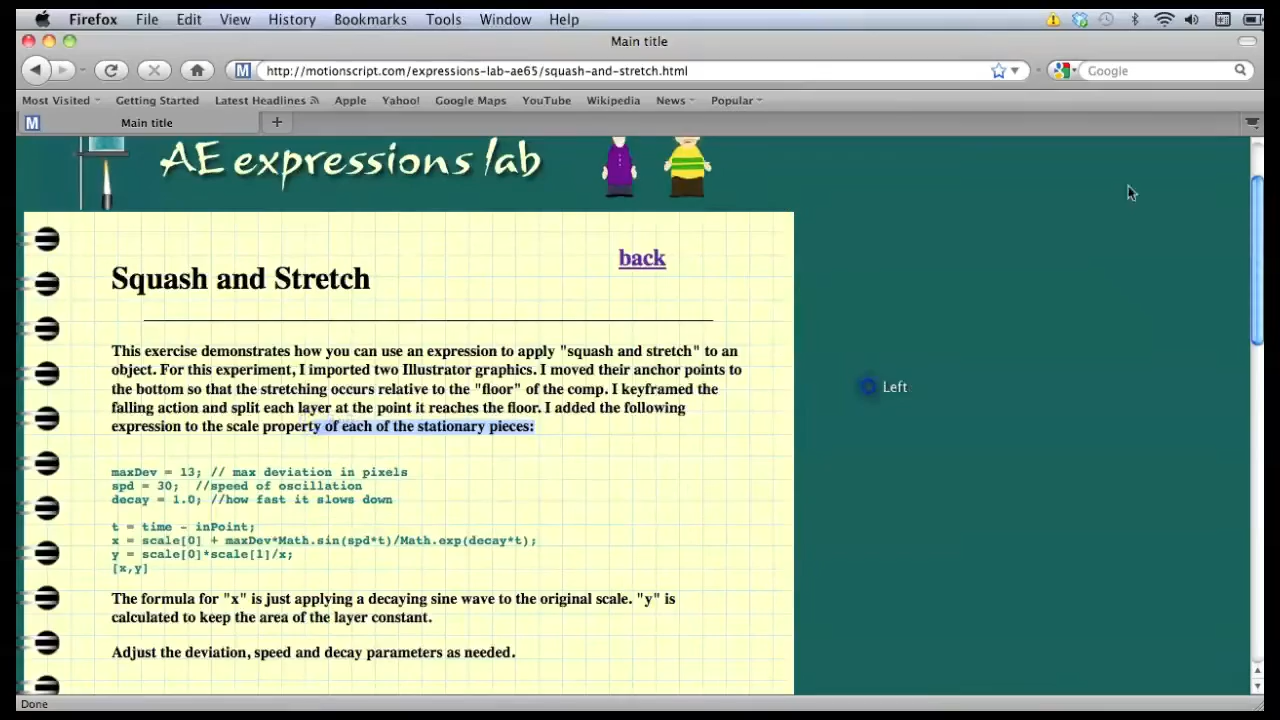 Firefox File Edit View History Bookmarks Tools Window Help
Main title
M http://motionscript.com/expressions-lab-ae65/squash-and-stretch.html Google
Most Visited Getting Started Latest Headlines Apple Yahoo! Google Maps YouTube Wikipedia News Popular
M Main title +
AE expressions lab
back
Squash and Stretch
This exercise demonstrates how you can use an expression to apply "squash and stretch" to an
object. For this experiment, I imported two Illustrator graphics. I moved their anchor points to
the bottom so that the stretching occurs relative to the "floor" of the comp. I keyframed the
falling action and split each layer at the point it reaches the floor. I added the following
expression to the scale property of each of the stationary pieces:
Left
maxDev = 13; // max deviation in pixels
spd = 30; //speed of oscillation
decay = 1.0; //how fast it slows down
t = time - inPoint;
x = scale[0] + maxDev*Math.sin(spd*t)/Math.exp(decay*t);
y = scale[0]*scale[1]/x;
[x,y]
The formula for "x" is just applying a decaying sine wave to the original scale. "y" is
calculated to keep the area of the layer constant.
Adjust the deviation, speed and decay parameters as needed.
Done